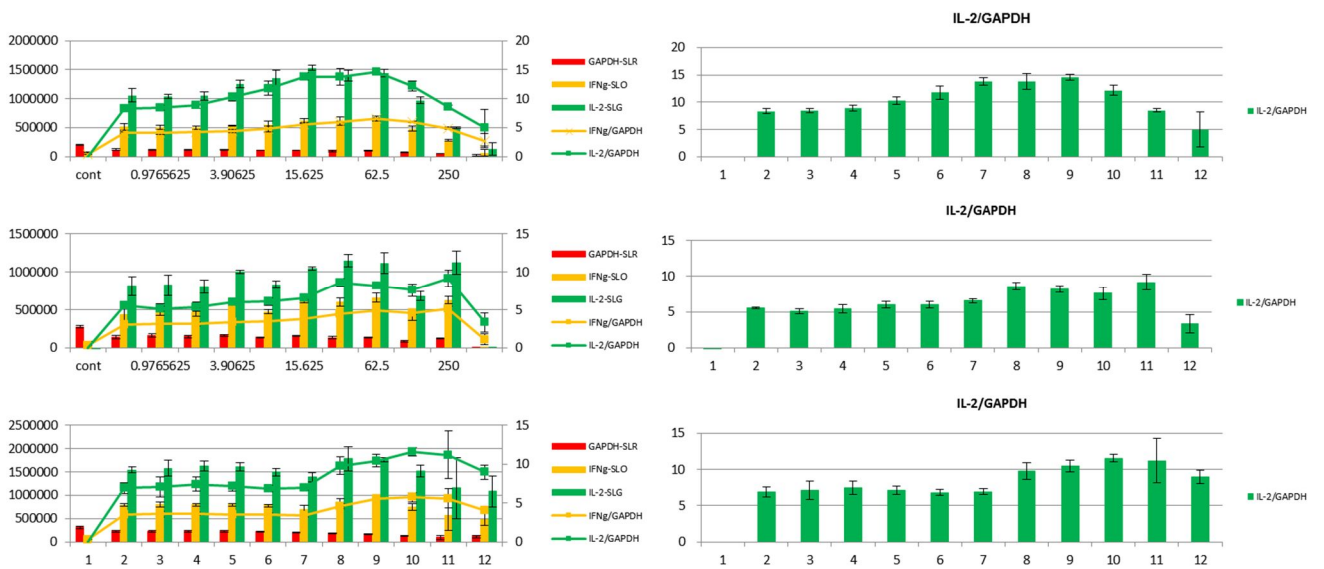 IL-2/GAPDH
2000000 20 20
1500000 15 15
1000000 10 10
500000 5 5
0 0 0
GAPDH-SLR
IFNg-SLO
IL-2-SLG
IFNg/GAPDH
IL-2/GAPDH
IL-2/GAPDH
cont 0.9765625 3.90625 15.625 62.5 250
1 2 3 4 5 6 7 8 9 10 11 12
IL-2/GAPDH
1500000 15 15
1000000 10 10
500000 5 5
0 0 0
GAPDH-SLR
IFNg-SLO
IL-2-SLG
IFNg/GAPDH
IL-2/GAPDH
IL-2/GAPDH
cont 0.9765625 3.90625 15.625 62.5 250
1 2 3 4 5 6 7 8 9 10 11 12
IL-2/GAPDH
2500000 15 15
2000000
1500000 10 10
1000000 5 5
500000
0 0 0
GAPDH-SLR
IFNg-SLO
IL-2-SLG
IFNg/GAPDH
IL-2/GAPDH
IL-2/GAPDH
1 2 3 4 5 6 7 8 9 10 11 12
1 2 3 4 5 6 7 8 9 10 11 12